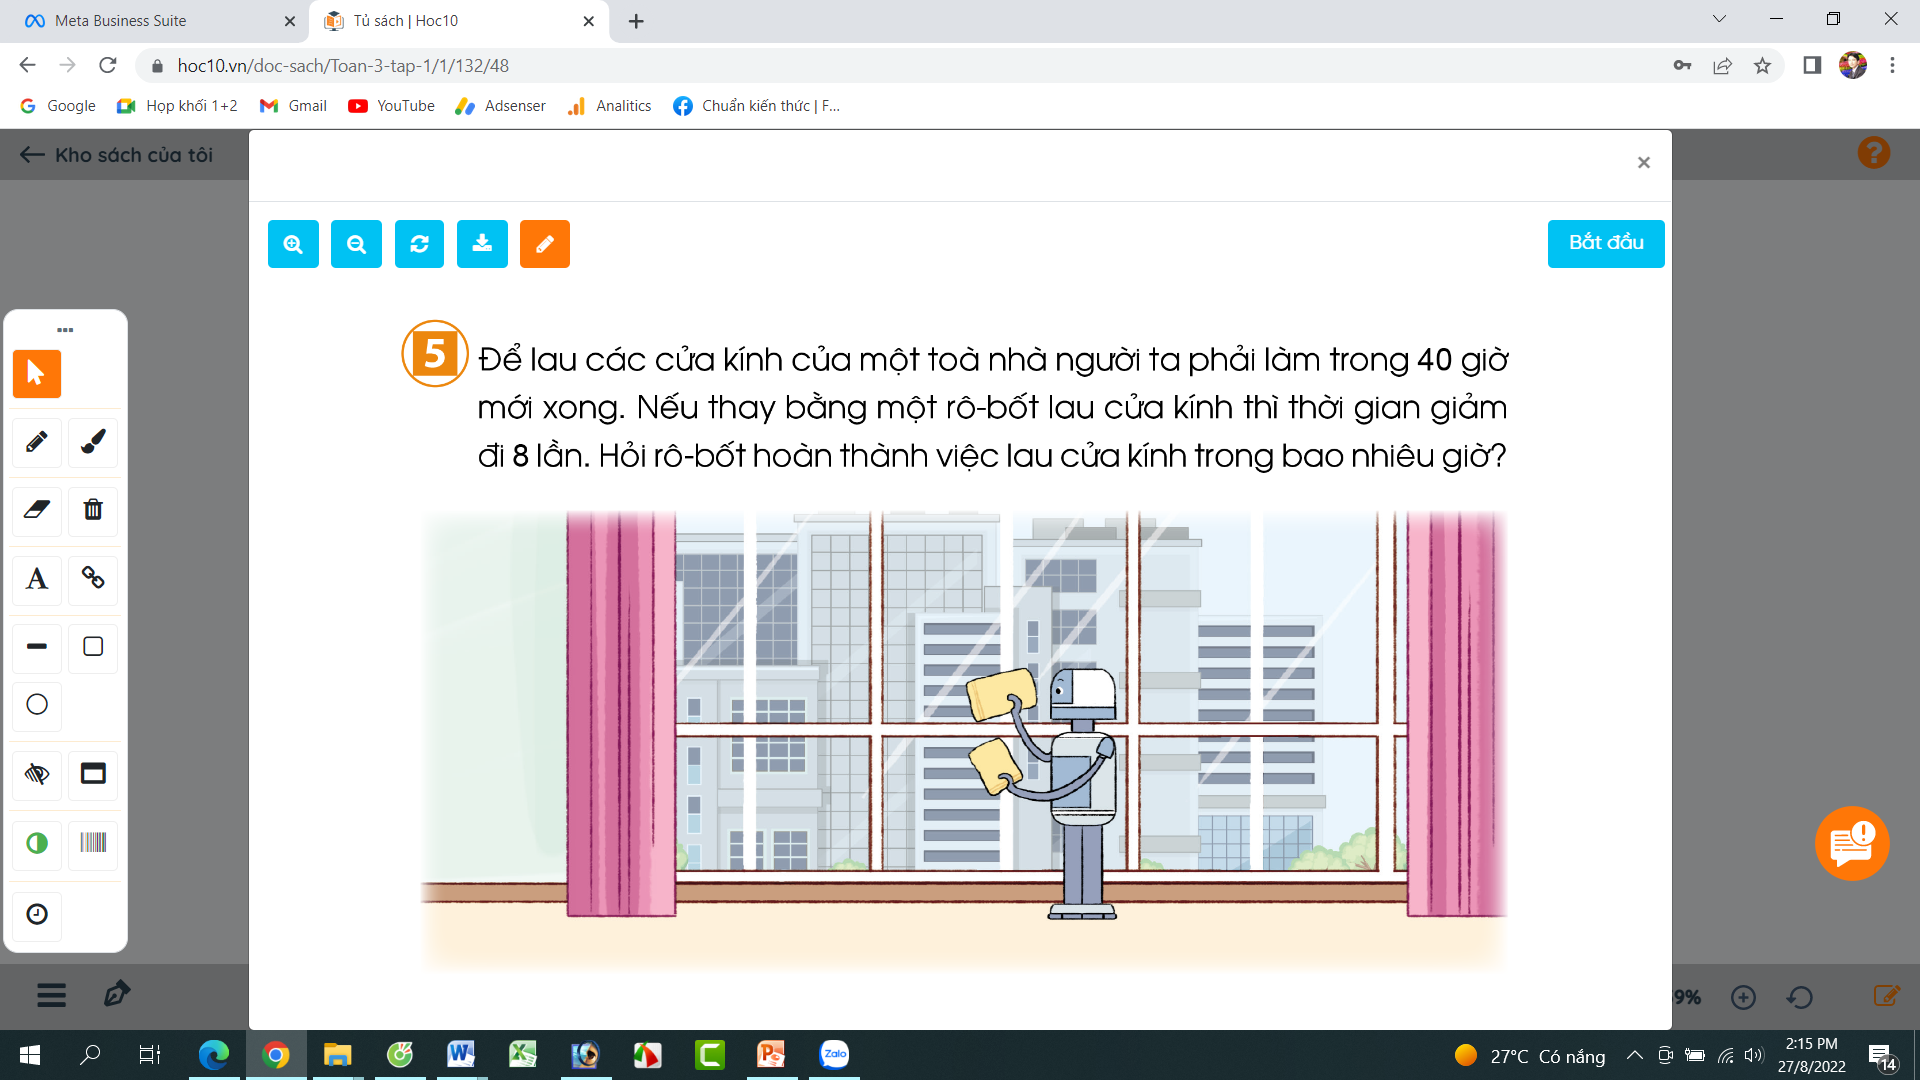 Meta Business Suite
Tủ sách | Hoc10
hoc10.vn/doc-sach/Toan-3-tap-1/1/132/48
Google
Họp khối 1+2
Gmail
YouTube
Adsenser
Analitics
Chuẩn kiến thức | F...
Kho sách của tôi
Bắt đầu
5
Để lau các cửa kính của một toà nhà người ta phải làm trong 40 giờ
mới xong. Nếu thay bằng một rô-bốt lau cửa kính thì thời gian giảm
đi 8 lần. Hỏi rô-bốt hoàn thành việc lau cửa kính trong bao nhiêu giờ?
A
9%
Zalo
27°C Có nắng
2:15 PM
27/8/2022
14